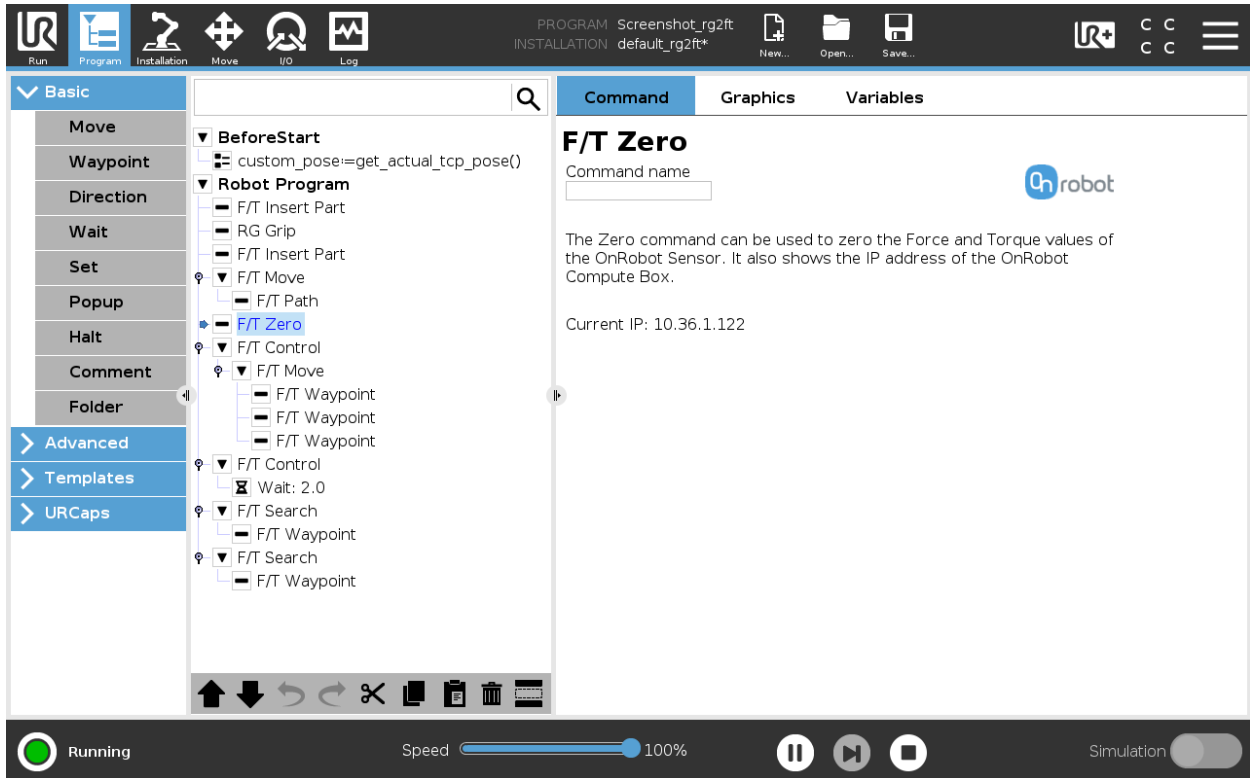 PROGRAM Screenshot_rg2ft
INSTALLATION default_rg2ft*
Run
Program
Installation
Move
I/O
Log
New...
Open...
Save...
UR+
C C
C C
Basic
Move
Waypoint
Direction
Wait
Set
Popup
Halt
Comment
Folder
Advanced
Templates
URCaps
BeforeStart
custom_pose:=get_actual_tcp_pose()
Robot Program
F/T Insert Part
RG Grip
F/T Insert Part
F/T Move
F/T Path
F/T Zero
F/T Control
F/T Move
F/T Waypoint
F/T Waypoint
F/T Waypoint
F/T Control
Wait: 2.0
F/T Search
F/T Waypoint
F/T Search
F/T Waypoint
Command Graphics Variables
F/T Zero
Command name
OnRobot
The Zero command can be used to zero the Force and Torque values of
the OnRobot Sensor. It also shows the IP address of the OnRobot
Compute Box.
Current IP: 10.36.1.122
Running
Speed 100%
Simulation